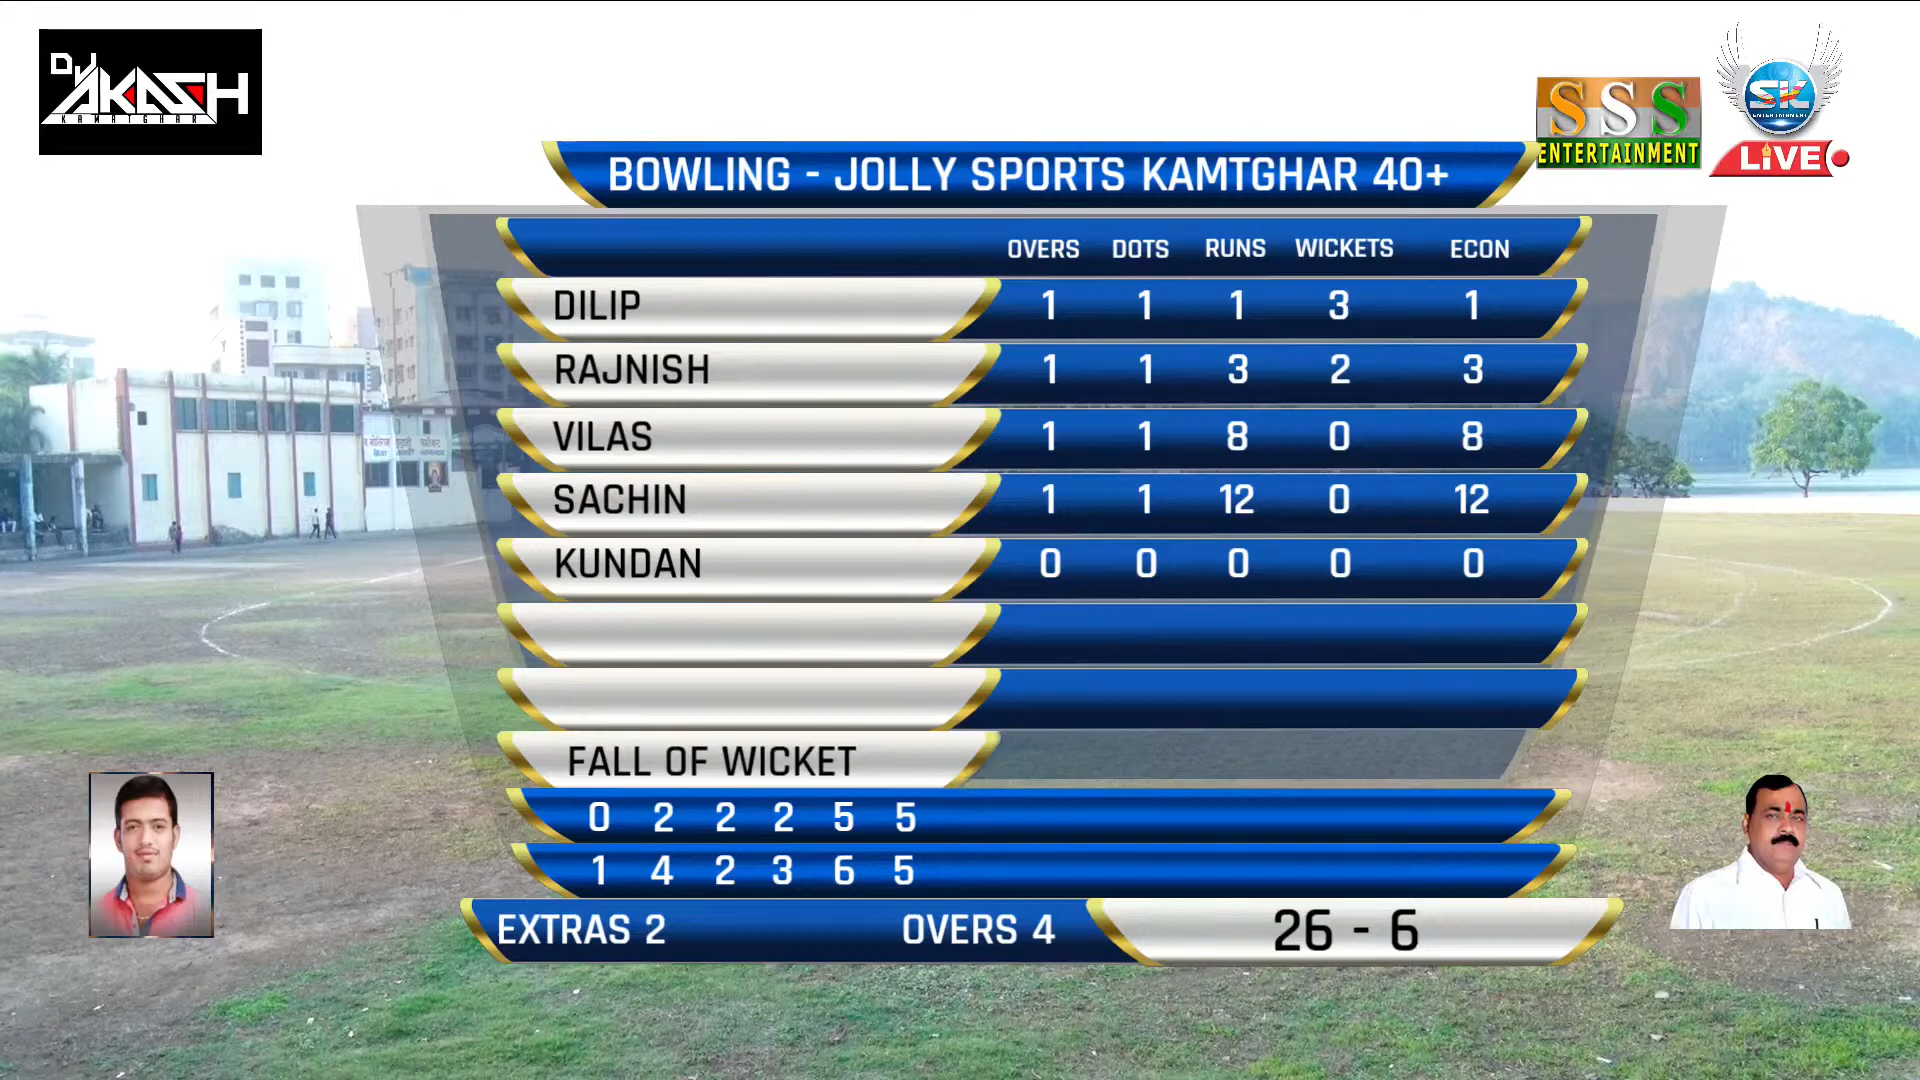 DJ AKASH
KAMATGHAR
SSS
ENTERTAINMENT
SK
ENTERTAINMENT
LIVE
BOWLING - JOLLY SPORTS KAMTGHAR 40+
OVERS DOTS RUNS WICKETS ECON
DILIP 1 1 1 3 1
RAJNISH 1 1 3 2 3
VILAS 1 1 8 0 8
SACHIN 1 1 12 0 12
KUNDAN 0 0 0 0 0
FALL OF WICKET
0 2 2 2 5 5
1 4 2 3 6 5
EXTRAS 2 OVERS 4 26 - 6